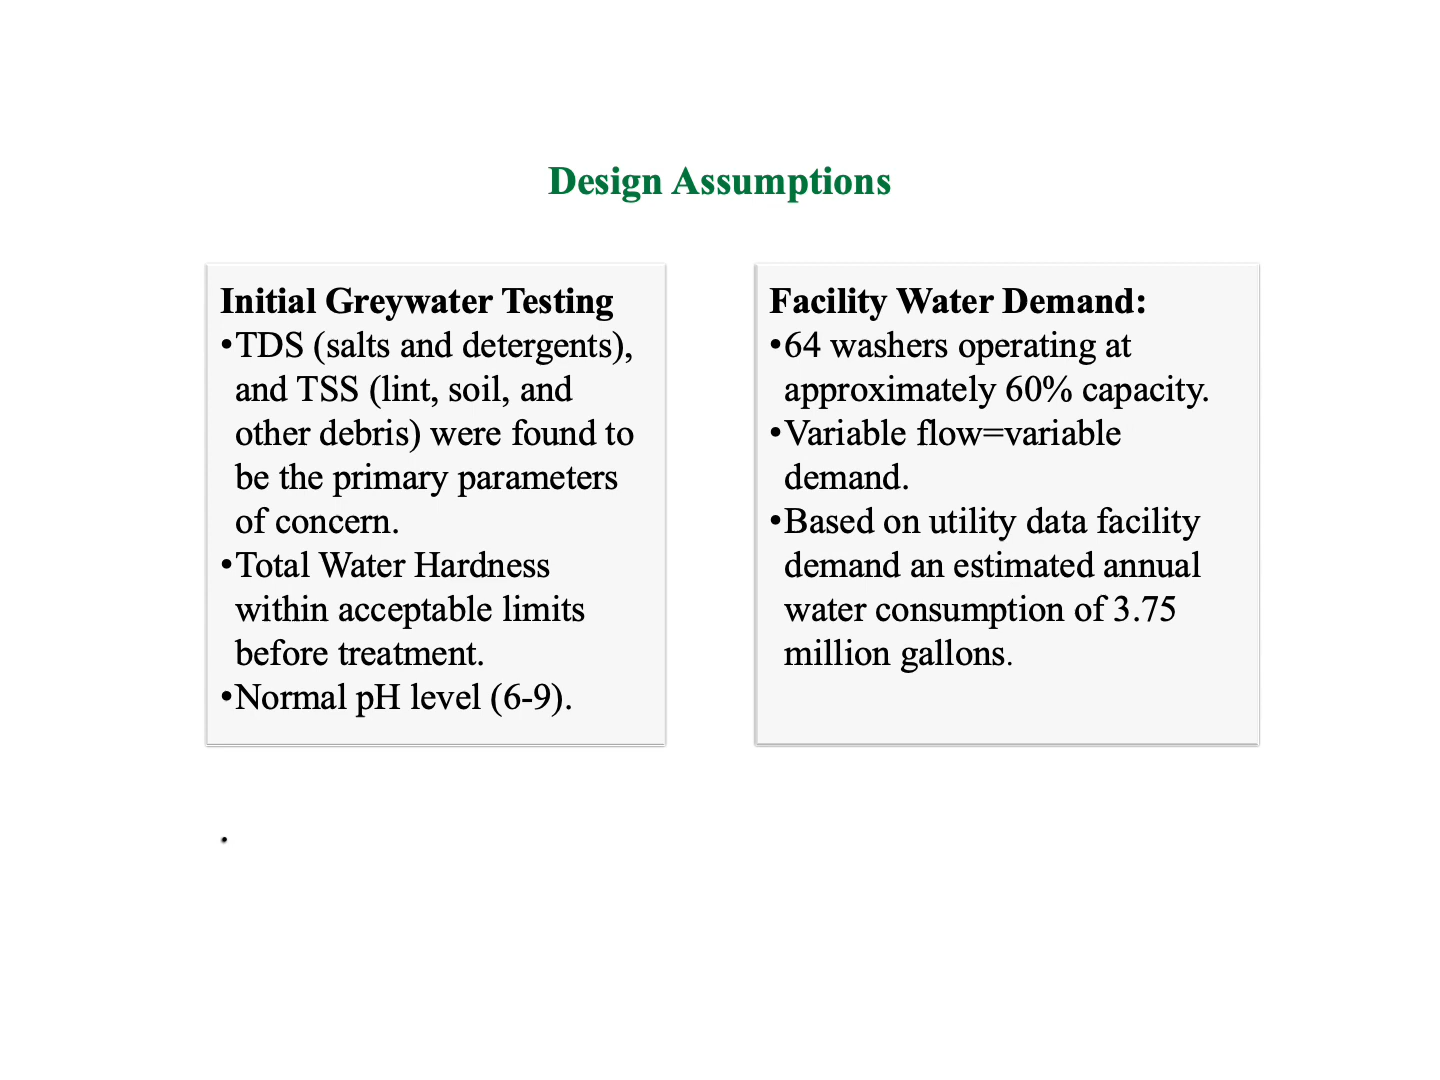 Design Assumptions
Initial Greywater Testing
•TDS (salts and detergents),
and TSS (lint, soil, and
other debris) were found to
be the primary parameters
of concern.
•Total Water Hardness
within acceptable limits
before treatment.
•Normal pH level (6-9).
Facility Water Demand:
•64 washers operating at
approximately 60% capacity.
•Variable flow=variable
demand.
•Based on utility data facility
demand an estimated annual
water consumption of 3.75
million gallons.
.